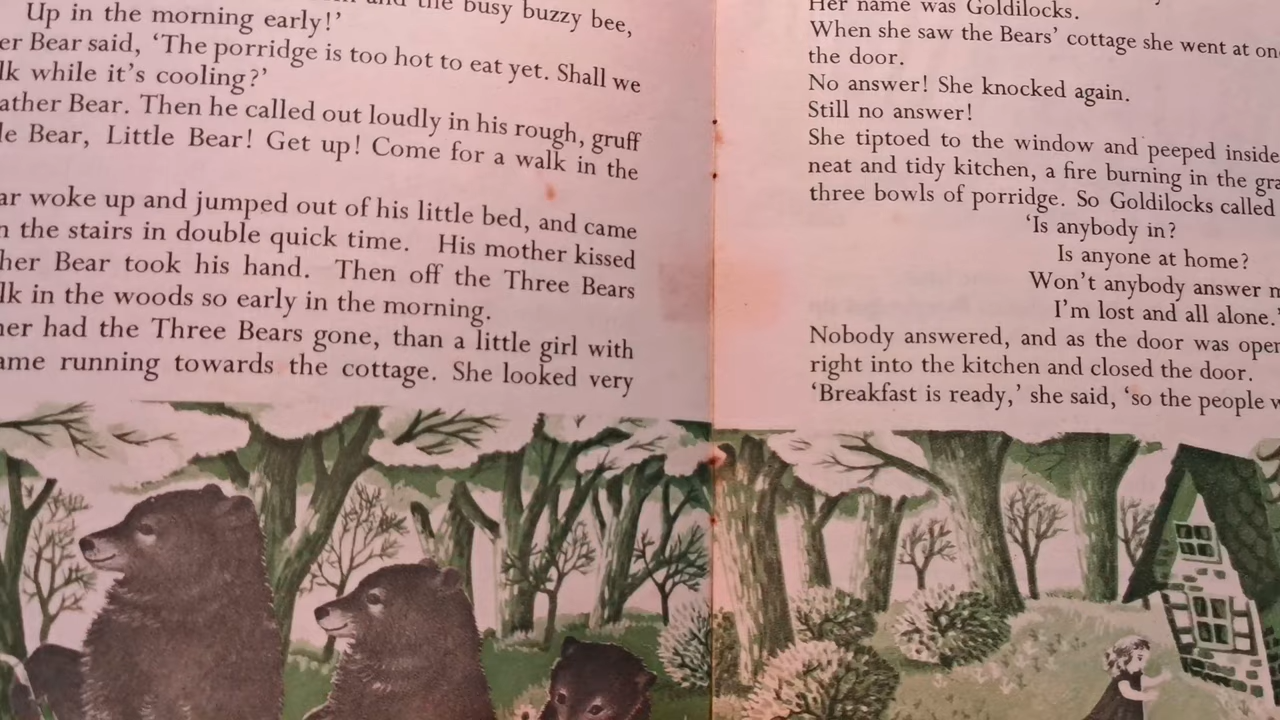 the busy buzzy bee,
Up in the morning early!’
er Bear said, ‘The porridge is too hot to eat yet. Shall we
lk while it’s cooling?’
ather Bear. Then he called out loudly in his rough, gruff
le Bear, Little Bear! Get up! Come for a walk in the
ar woke up and jumped out of his little bed, and came
n the stairs in double quick time. His mother kissed
her Bear took his hand. Then off the Three Bears
lk in the woods so early in the morning.
ner had the Three Bears gone, than a little girl with
ame running towards the cottage. She looked very
Her name was Goldilocks.
When she saw the Bears’ cottage she went at on
the door.
No answer! She knocked again.
Still no answer!
She tiptoed to the window and peeped inside
neat and tidy kitchen, a fire burning in the gra
three bowls of porridge. So Goldilocks called
‘Is anybody in?
Is anyone at home?
Won’t anybody answer m
I’m lost and all alone.’
Nobody answered, and as the door was open
right into the kitchen and closed the door.
‘Breakfast is ready,’ she said, ‘so the people w